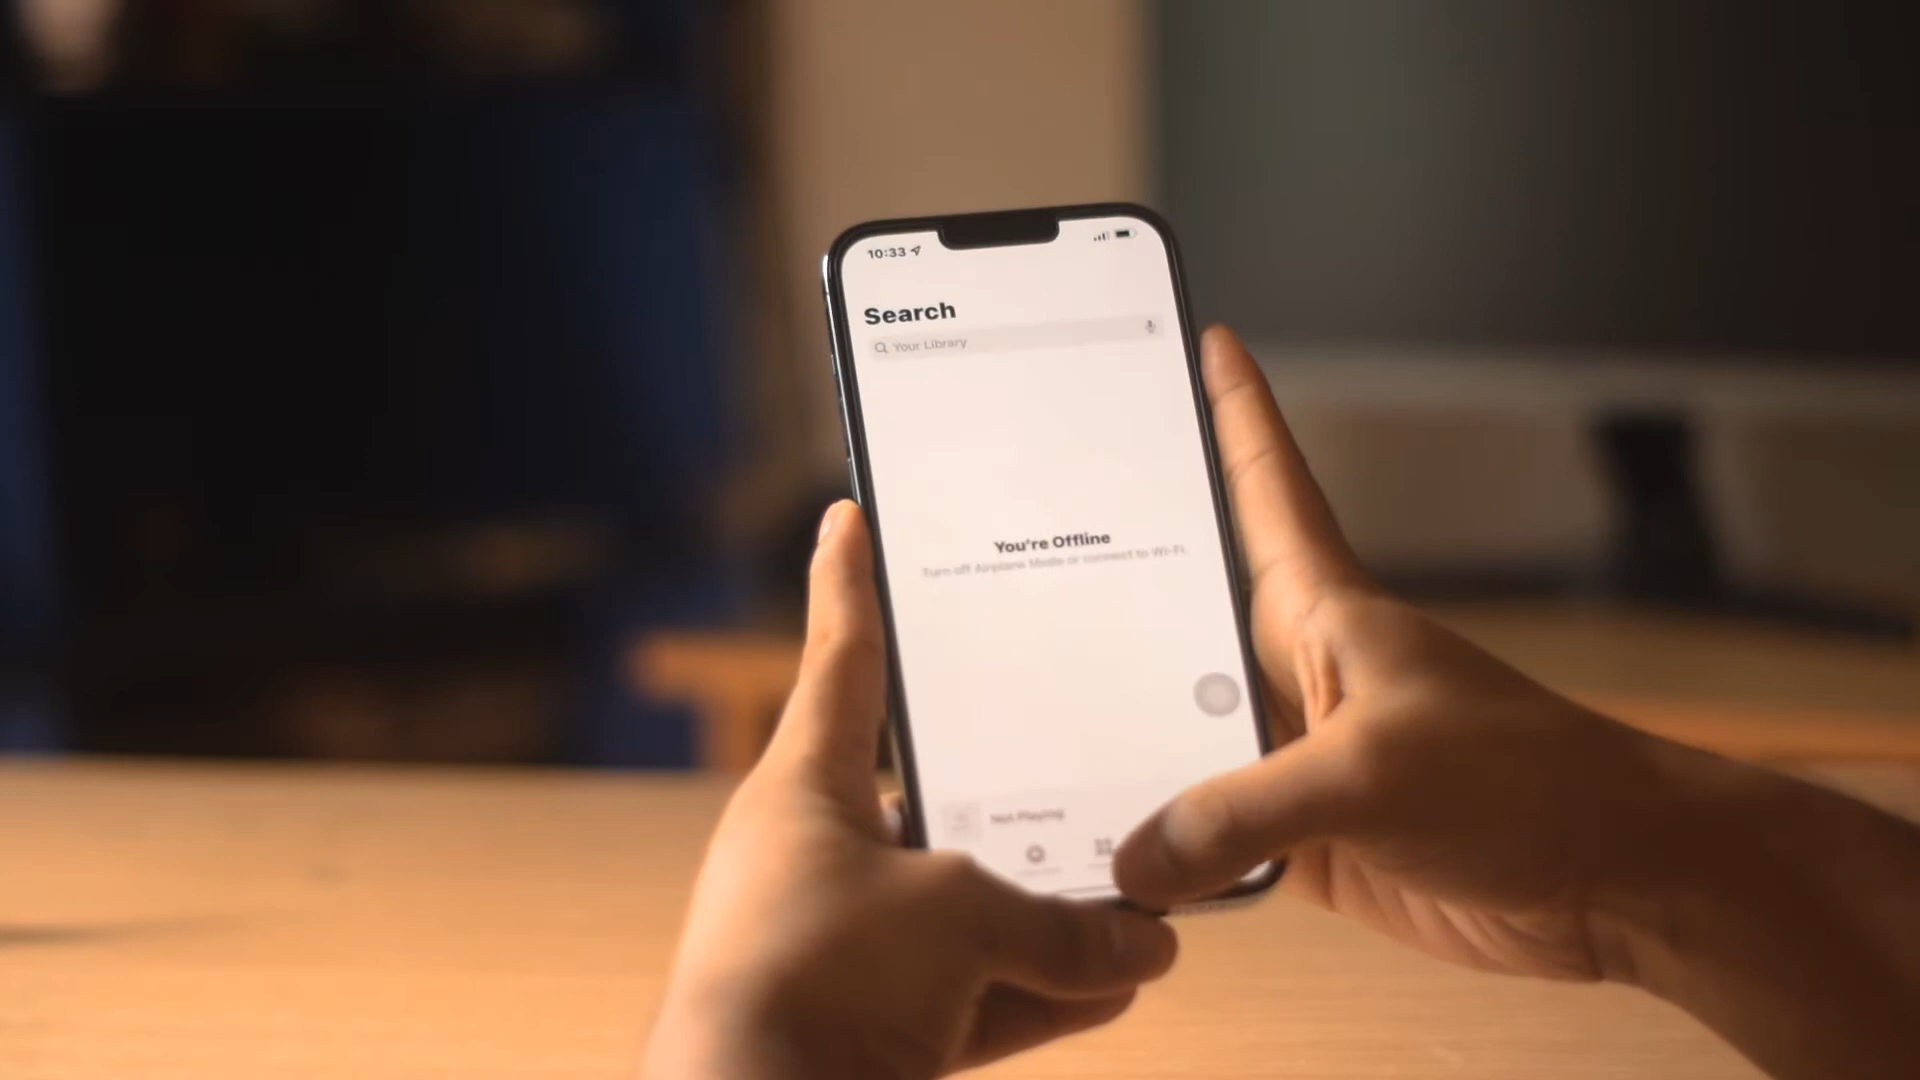 10:33
Search
Your Library
You're Offline
Turn off Airplane Mode or connect to Wi-Fi.
Not Playing